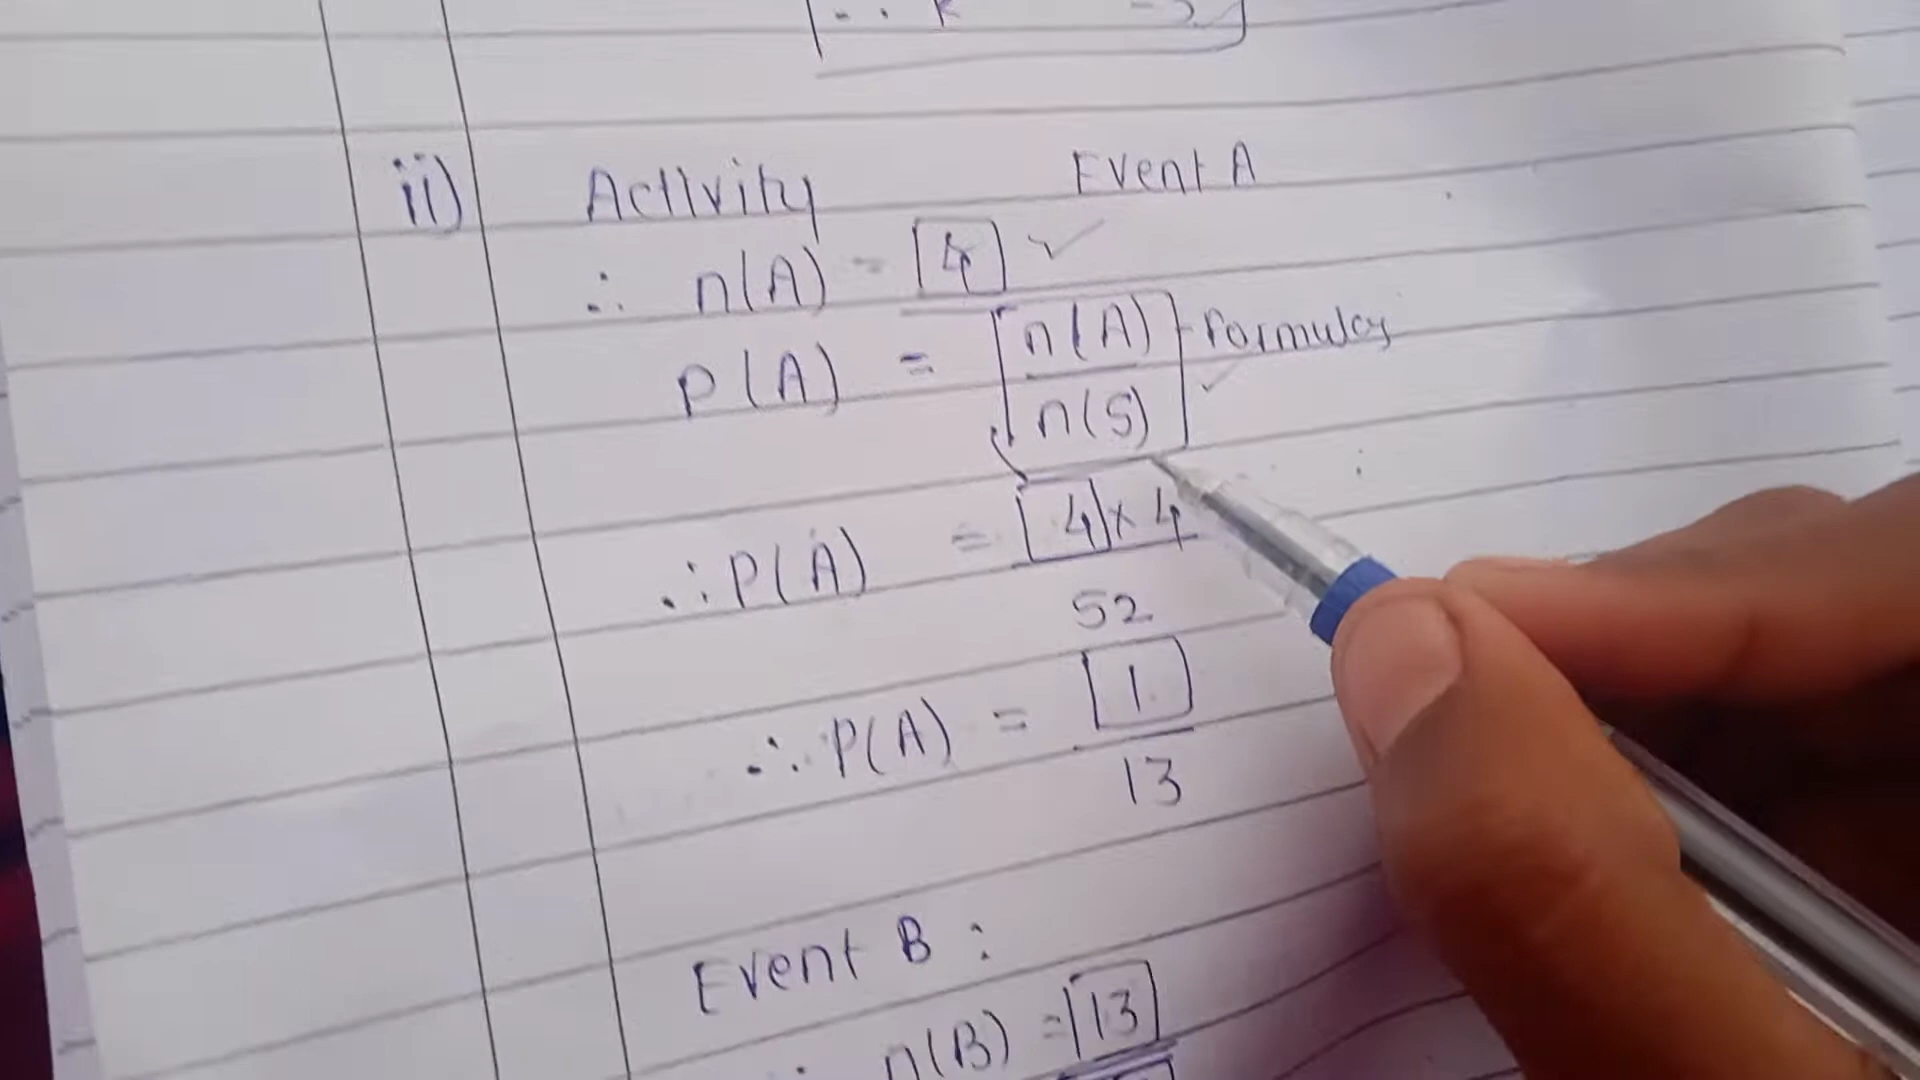 ii) Activity Event A
∴ n(A) = 4 ✓
P(A) = n(A) / n(S) - Formulas ✓
∴ P(A) = 4 × 4 / 52
∴ P(A) = 1 / 13
Event B :
∴ n(B) = 13